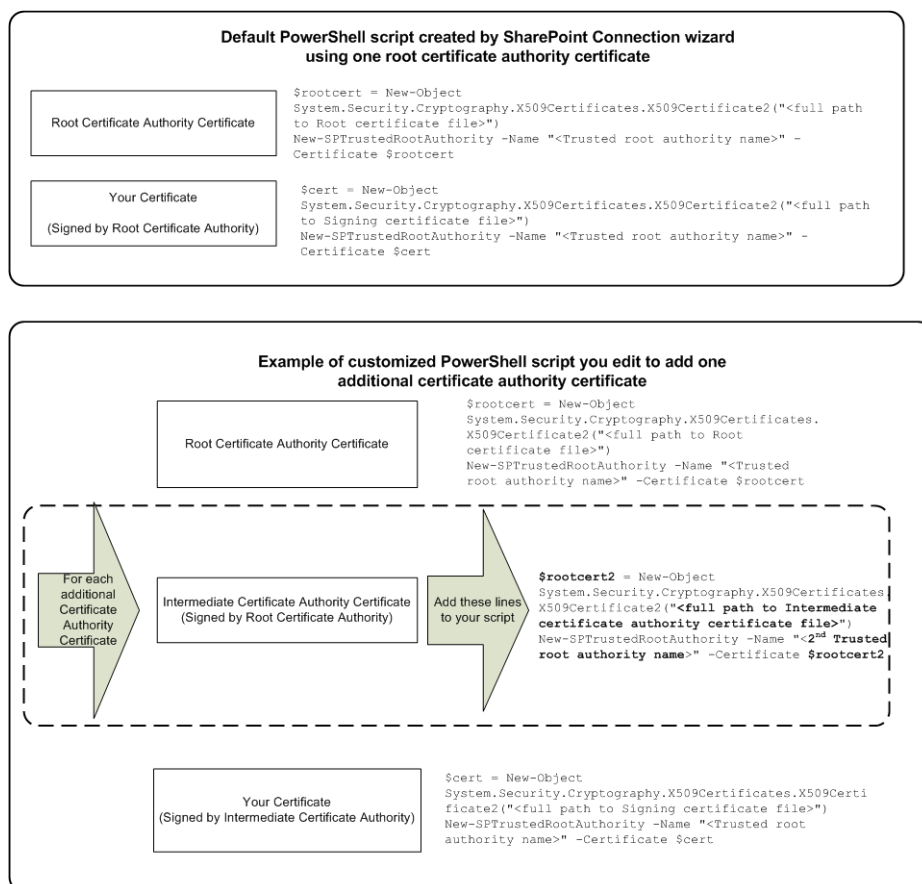 Default PowerShell script created by SharePoint Connection wizard
using one root certificate authority certificate
Root Certificate Authority Certificate
$rootcert = New-Object
System.Security.Cryptography.X509Certificates.X509Certificate2("<full path
to Root certificate file>")
New-SPTrustedRootAuthority -Name "<Trusted root authority name>" -
Certificate $rootcert
Your Certificate
(Signed by Root Certificate Authority)
$cert = New-Object
System.Security.Cryptography.X509Certificates.X509Certificate2("<full path
to Signing certificate file>")
New-SPTrustedRootAuthority -Name "<Trusted root authority name>" -
Certificate $cert
Example of customized PowerShell script you edit to add one
additional certificate authority certificate
Root Certificate Authority Certificate
$rootcert = New-Object
System.Security.Cryptography.X509Certificates.
X509Certificate2("<full path to Root
certificate file>")
New-SPTrustedRootAuthority -Name "<Trusted
root authority name>" -Certificate $rootcert
For each
additional
Certificate
Authority
Certificate
Intermediate Certificate Authority Certificate
(Signed by Root Certificate Authority)
Add these lines
to your script
$rootcert2 = New-Object
System.Security.Cryptography.X509Certificates.
X509Certificate2("<full path to Intermediate
certificate authority certificate file>")
New-SPTrustedRootAuthority -Name "<2nd Trusted
root authority name>" -Certificate $rootcert2
Your Certificate
(Signed by Intermediate Certificate Authority)
$cert = New-Object
System.Security.Cryptography.X509Certificates.X509Certi
ficate2("<full path to Signing certificate file>")
New-SPTrustedRootAuthority -Name "<Trusted root
authority name>" -Certificate $cert